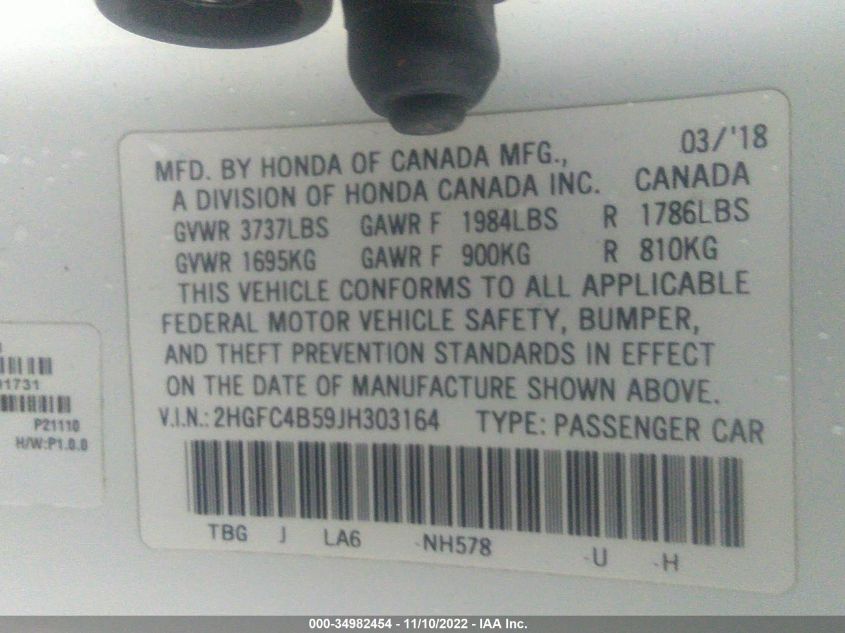 MFD. BY HONDA OF CANADA MFG., 03/'18
A DIVISION OF HONDA CANADA INC. CANADA
GVWR 3737LBS GAWR F 1984LBS R 1786LBS
GVWR 1695KG GAWR F 900KG R 810KG
THIS VEHICLE CONFORMS TO ALL APPLICABLE
FEDERAL MOTOR VEHICLE SAFETY, BUMPER,
AND THEFT PREVENTION STANDARDS IN EFFECT
ON THE DATE OF MANUFACTURE SHOWN ABOVE.
V.I.N.: 2HGFC4B59JH303164 TYPE: PASSENGER CAR
TBG J LA6 -NH578 -U -H
1731
P21110
H/W:P1.0.0
000-34982454 - 11/10/2022 - IAA Inc.